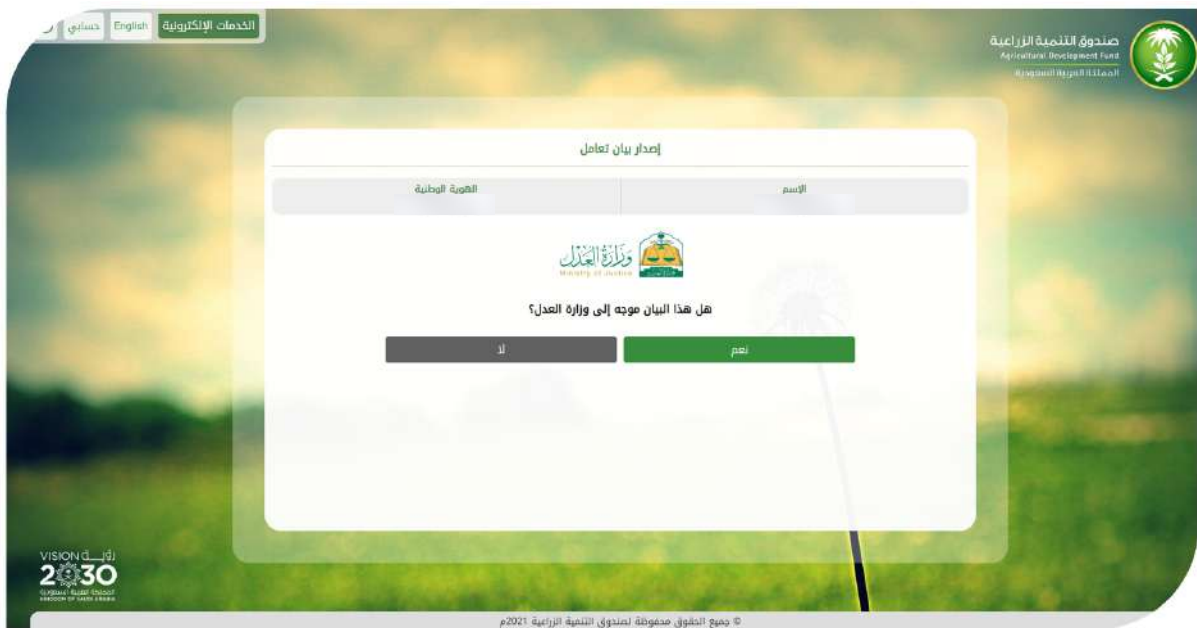 الخدمات الإلكترونية
English
حسابي
صندوق التنمية الزراعية
Agricultural Development Fund
المملكة العربية السعودية
إصدار بيان تعامل
الإسم
الهوية الوطنية
وزارة العدل
Ministry of Justice
هل هذا البيان موجه إلى وزارة العدل؟
نعم
لا
VISION رؤيــة
2030
المملكة العربية السعودية
KINGDOM OF SAUDI ARABIA
© جميع الحقوق محفوظة لصندوق التنمية الزراعية 2021م